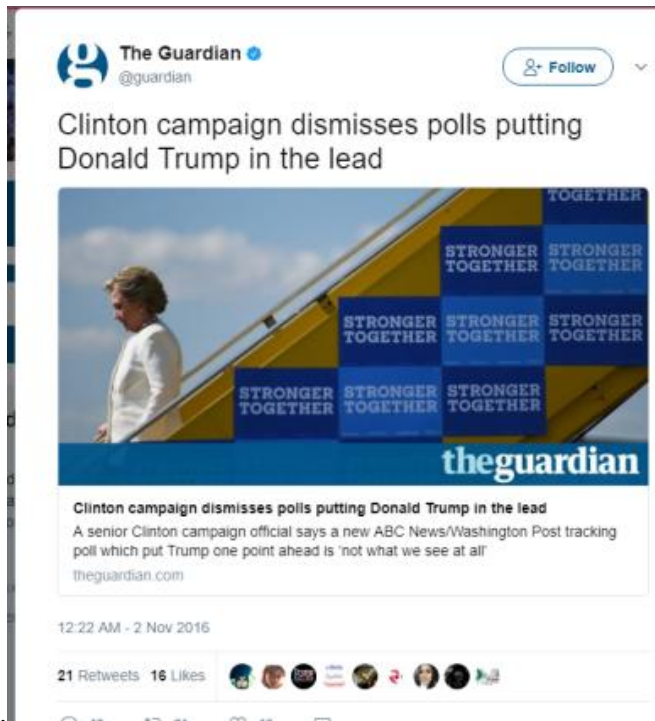 The Guardian
@guardian
Follow
Clinton campaign dismisses polls putting
Donald Trump in the lead
TOGETHER
STRONGER STRONGER
TOGETHER TOGETHER
STRONGER STRONGER STRONGER
TOGETHER TOGETHER TOGETHER
STRONGER STRONGER STRONGER
TOGETHER TOGETHER TOGETHER
theguardian
Clinton campaign dismisses polls putting Donald Trump in the lead
A senior Clinton campaign official says a new ABC News/Washington Post tracking
poll which put Trump one point ahead is 'not what we see at all'
theguardian.com
12:22 AM - 2 Nov 2016
21 Retweets 16 Likes